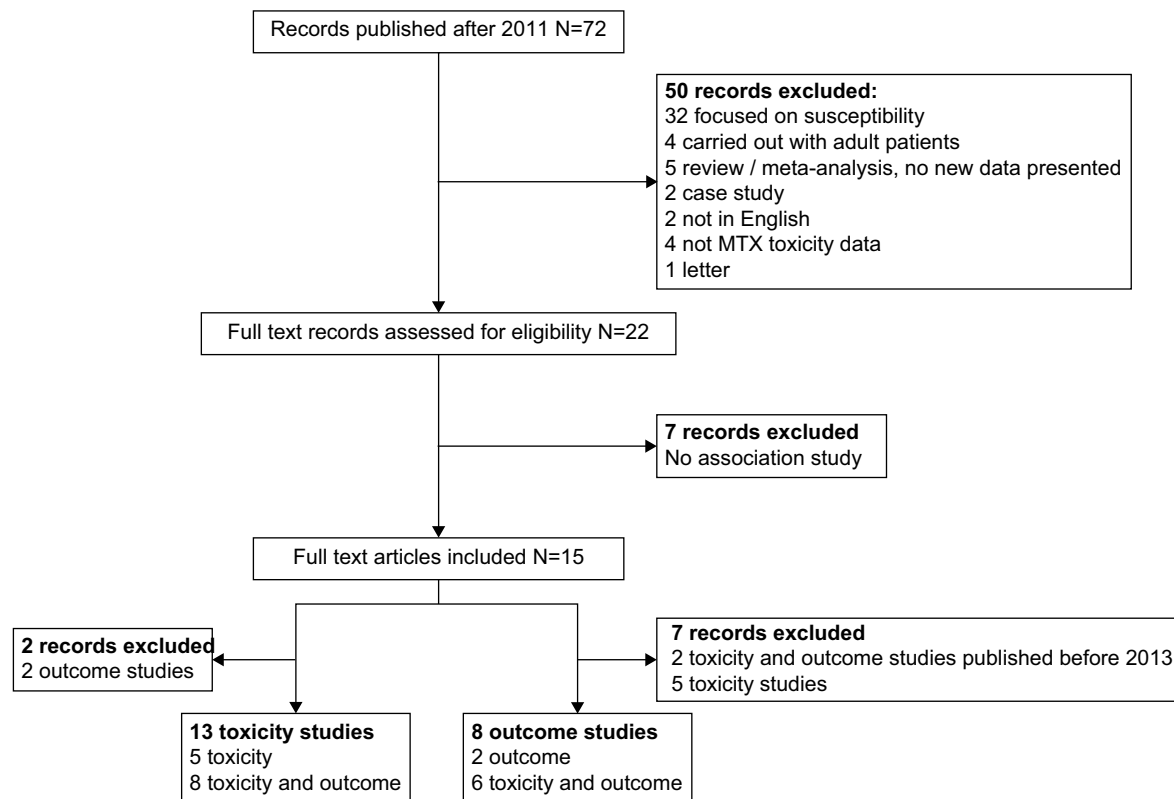 Records published after 2011 N=72
50 records excluded:
32 focused on susceptibility
4 carried out with adult patients
5 review / meta-analysis, no new data presented
2 case study
2 not in English
4 not MTX toxicity data
1 letter
Full text records assessed for eligibility N=22
7 records excluded
No association study
Full text articles included N=15
2 records excluded
2 outcome studies
7 records excluded
2 toxicity and outcome studies published before 2013
5 toxicity studies
13 toxicity studies
5 toxicity
8 toxicity and outcome
8 outcome studies
2 outcome
6 toxicity and outcome